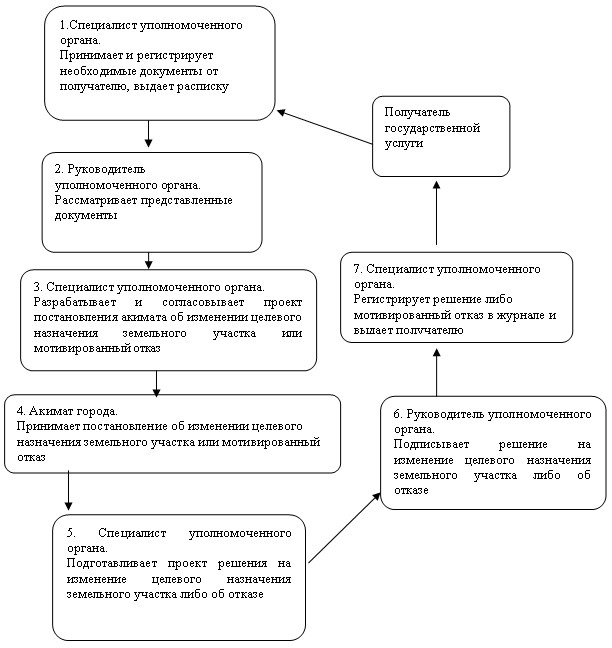 1.Специалист уполномоченного
органа.
Принимает и регистрирует
необходимые документы от
получателю, выдает расписку
Получатель
государственной
услуги
2. Руководитель
уполномоченного органа.
Рассматривает представленные
документы
3. Специалист уполномоченного органа.
Разрабатывает и согласовывает проект
постановления акимата об изменении целевого
назначения земельного участка или
мотивированный отказ
4. Акимат города.
Принимает постановление об изменении целевого
назначения земельного участка или мотивированный
отказ
5. Специалист уполномоченного
органа.
Подготавливает проект решения на
изменение целевого назначения
земельного участка либо об отказе
6. Руководитель уполномоченного
органа.
Подписывает решение на
изменение целевого назначения
земельного участка либо об
отказе
7. Специалист уполномоченного
органа.
Регистрирует решение либо
мотивированный отказ в журнале и
выдает получателю